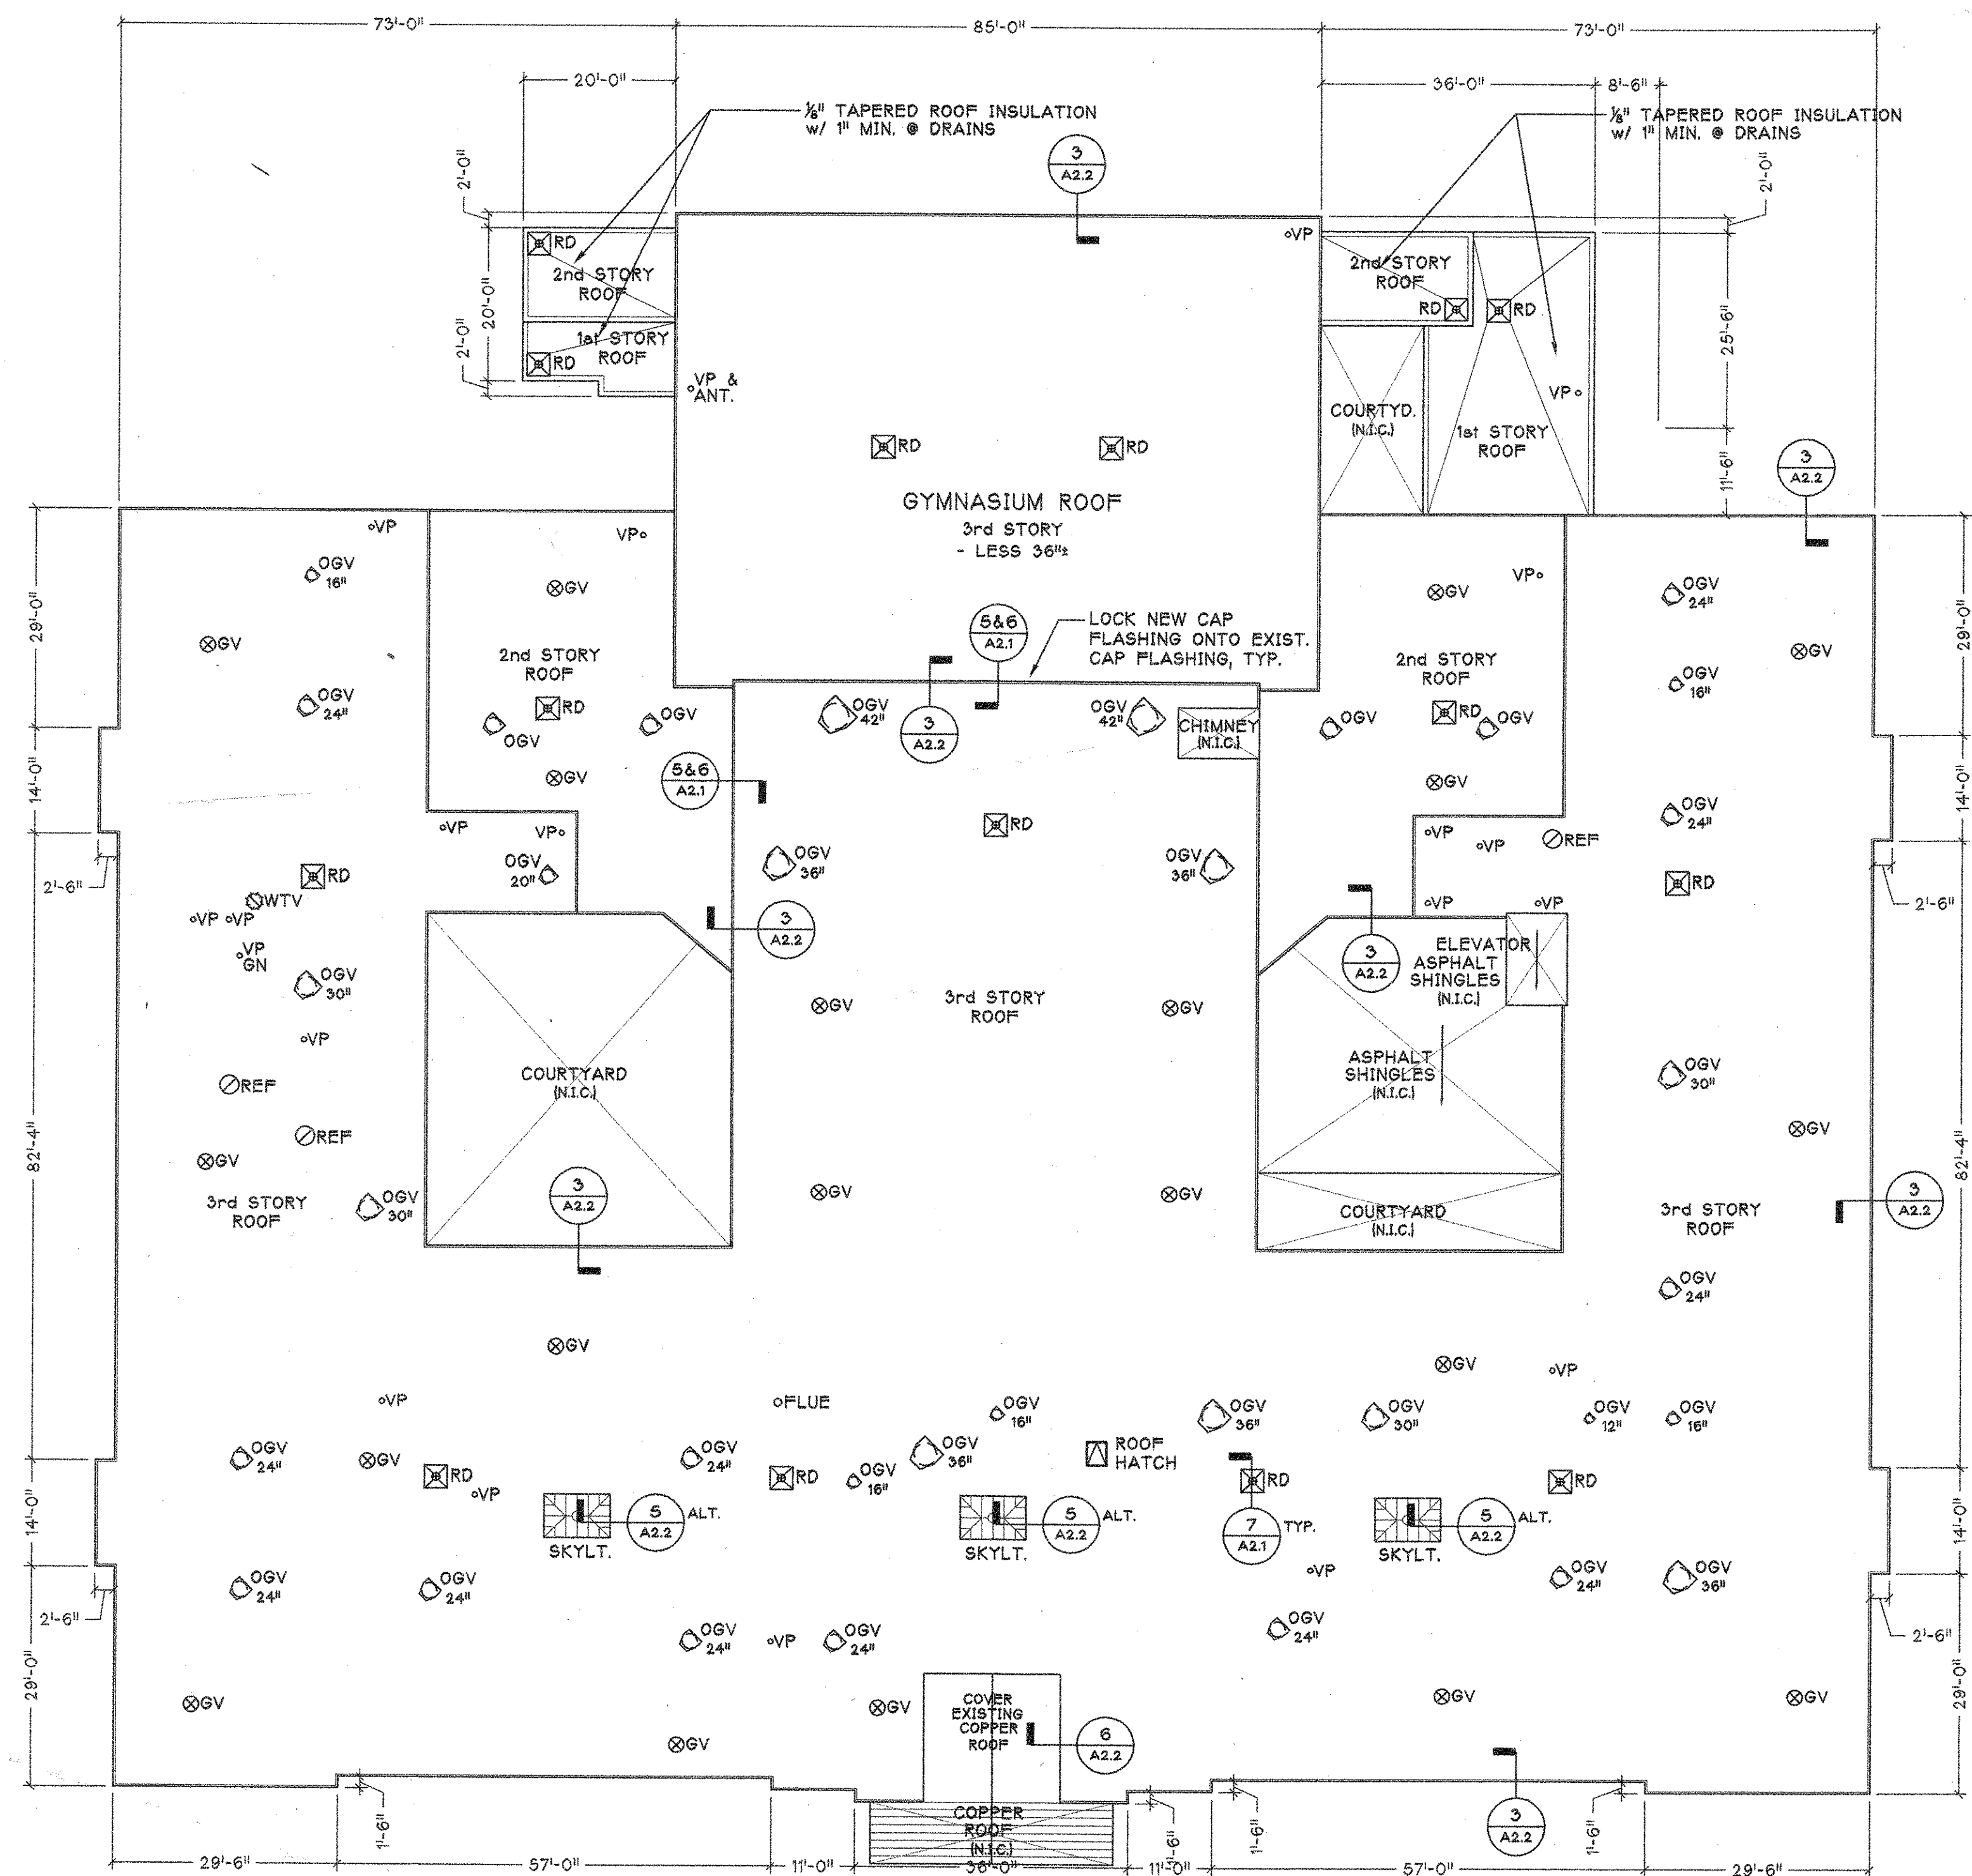 73'-0"
85'-0"
73'-0"
20'-0"
36'-0"
8'-6"
⅛" TAPERED ROOF INSULATION
w/ 1" MIN. @ DRAINS
⅛" TAPERED ROOF INSULATION
w/ 1" MIN. @ DRAINS
3
A2.2
2'-0"
2'-0"
RD
2nd STORY
ROOF
20'-0"
1st STORY
ROOF
RD
2'-0"
VP &
ANT.
VP
2nd STORY
ROOF
RD
RD
25'-6"
VP
COURTYD.
(N.I.C.)
1st STORY
ROOF
11'-6"
3
A2.2
RD
RD
GYMNASIUM ROOF
3rd STORY
- LESS 36"±
VP
VP
OGV
16"
GV
GV
VP
OGV
24"
GV
GV
29'-0"
29'-0"
5&6
A2.1
LOCK NEW CAP
FLASHING ONTO EXIST.
CAP FLASHING, TYP.
2nd STORY
ROOF
2nd STORY
ROOF
GV
OGV
16"
OGV
24"
RD
OGV
OGV
OGV
42"
3
A2.2
OGV
42"
CHIMNEY
(N.I.C.)
OGV
RD
OGV
14'-0"
GV
5&6
A2.1
GV
OGV
24"
14'-0"
VP
VP
RD
VP
VP
REF
2'-6"
RD
OGV
20"
OGV
36"
OGV
36"
RD
2'-6"
WTV
VP
VP
VP
GN
3
A2.2
VP
VP
3
A2.2
ELEVATOR
ASPHALT
SHINGLES
(N.I.C.)
OGV
30"
GV
3rd STORY
ROOF
GV
VP
REF
COURTYARD
(N.I.C.)
ASPHALT
SHINGLES
(N.I.C.)
OGV
30"
REF
GV
GV
82'-4"
82'-4"
3rd STORY
ROOF
OGV
30"
3
A2.2
GV
GV
COURTYARD
(N.I.C.)
3rd STORY
ROOF
3
A2.2
OGV
24"
GV
GV
VP
VP
FLUE
OGV
16"
OGV
36"
OGV
30"
OGV
12"
OGV
16"
OGV
24"
GV
RD
VP
OGV
24"
RD
OGV
16"
OGV
36"
ROOF
HATCH
RD
RD
14'-0"
14'-0"
5
A2.2
ALT.
SKYLT.
5
A2.2
ALT.
SKYLT.
7
A2.1
TYP.
5
A2.2
ALT.
SKYLT.
VP
2'-6"
OGV
24"
OGV
24"
OGV
24"
OGV
36"
2'-6"
OGV
24"
VP
OGV
24"
OGV
24"
29'-0"
29'-0"
GV
GV
GV
COVER
EXISTING
COPPER
ROOF
6
A2.2
GV
GV
3
A2.2
1'-6"
COPPER
ROOF
(N.I.C.)
1'-6"
1'-6"
1'-6"
29'-6"
57'-0"
11'-0"
36'-0"
11'-0"
57'-0"
29'-6"